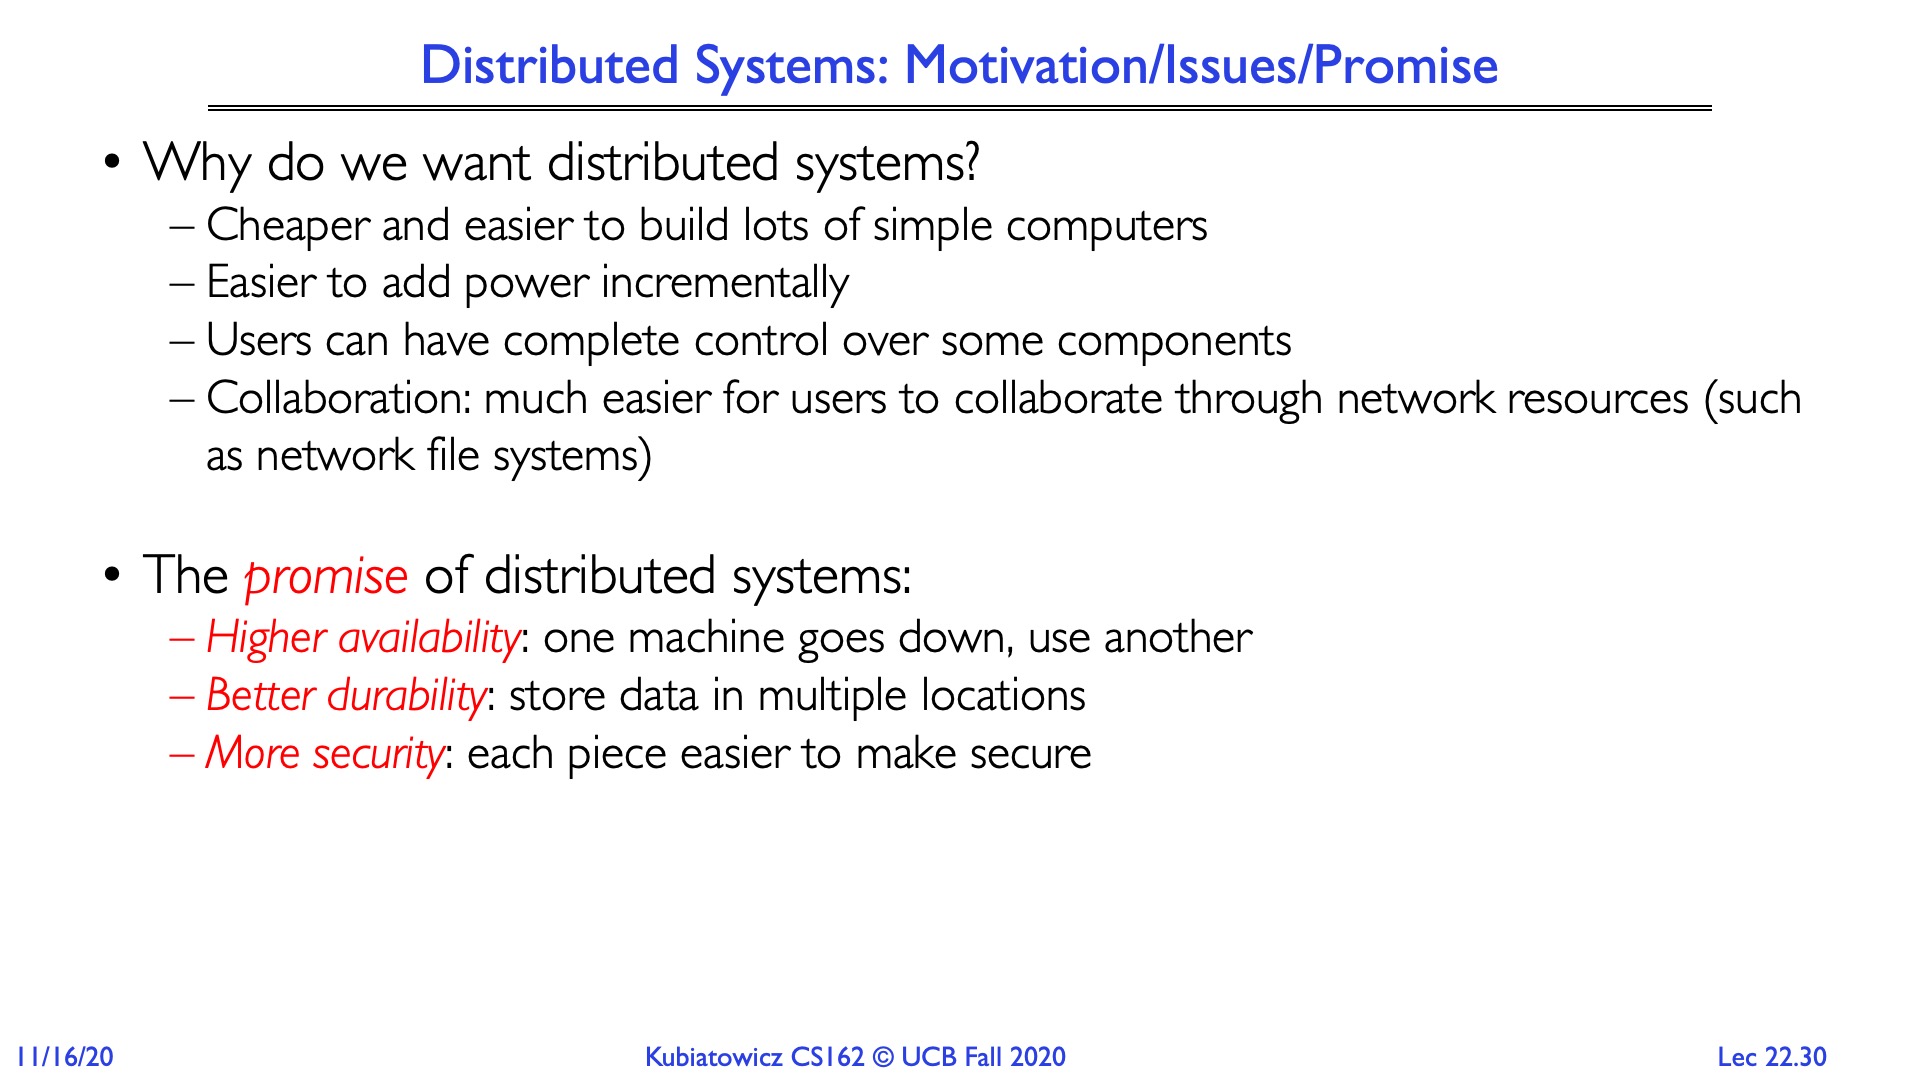 Distributed Systems: Motivation/Issues/Promise
• Why do we want distributed systems?
– Cheaper and easier to build lots of simple computers
– Easier to add power incrementally
– Users can have complete control over some components
– Collaboration: much easier for users to collaborate through network resources (such
as network file systems)
• The promise of distributed systems:
– Higher availability: one machine goes down, use another
– Better durability: store data in multiple locations
– More security: each piece easier to make secure
11/16/20
Kubiatowicz CS162 © UCB Fall 2020
Lec 22.30